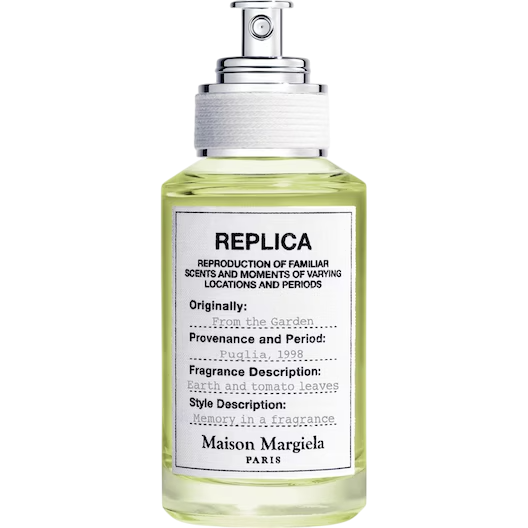 REPLICA
REPRODUCTION OF FAMILIAR
SCENTS AND MOMENTS OF VARYING
LOCATIONS AND PERIODS
Originally:
From the Garden
Provenance and Period:
Puglia, 1998
Fragrance Description:
Earth and tomato leaves
Style Description:
Memory in a fragrance
Maison Margiela
PARIS